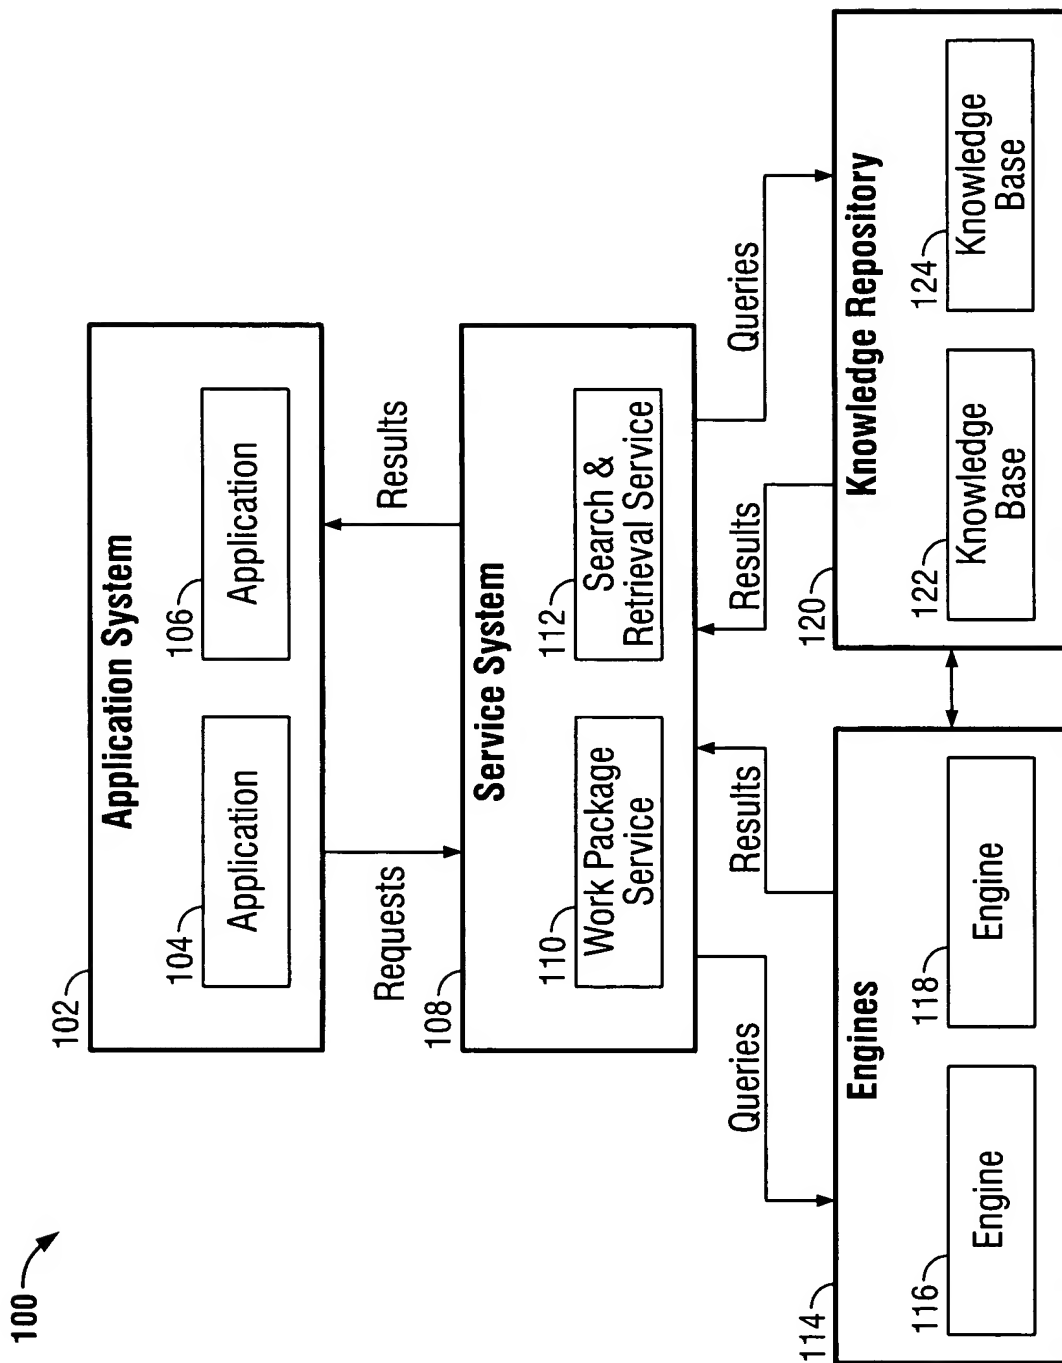 100
102
Application System
104
Application
106
Application
Requests
Results
108
Service System
110
Work Package
Service
112
Search &
Retrieval Service
Queries
Results
Results
Queries
114
Engines
116
Engine
118
Engine
120
Knowledge Repository
122
Knowledge
Base
124
Knowledge
Base